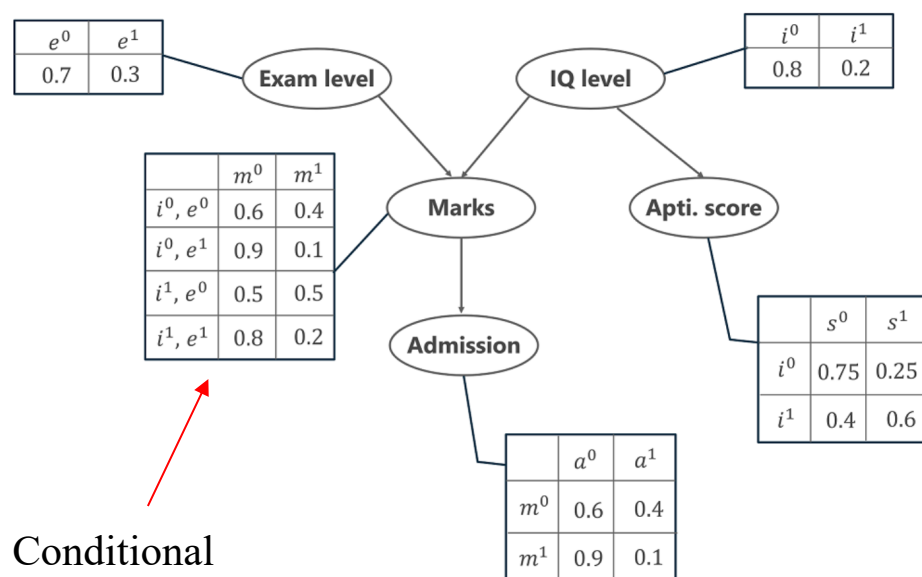 e⁰ e¹
0.7 0.3
Exam level
IQ level
i⁰ i¹
0.8 0.2
m⁰ m¹
i⁰, e⁰ 0.6 0.4
i⁰, e¹ 0.9 0.1
i¹, e⁰ 0.5 0.5
i¹, e¹ 0.8 0.2
Marks
Apti. score
Admission
s⁰ s¹
i⁰ 0.75 0.25
i¹ 0.4 0.6
a⁰ a¹
m⁰ 0.6 0.4
m¹ 0.9 0.1
Conditional